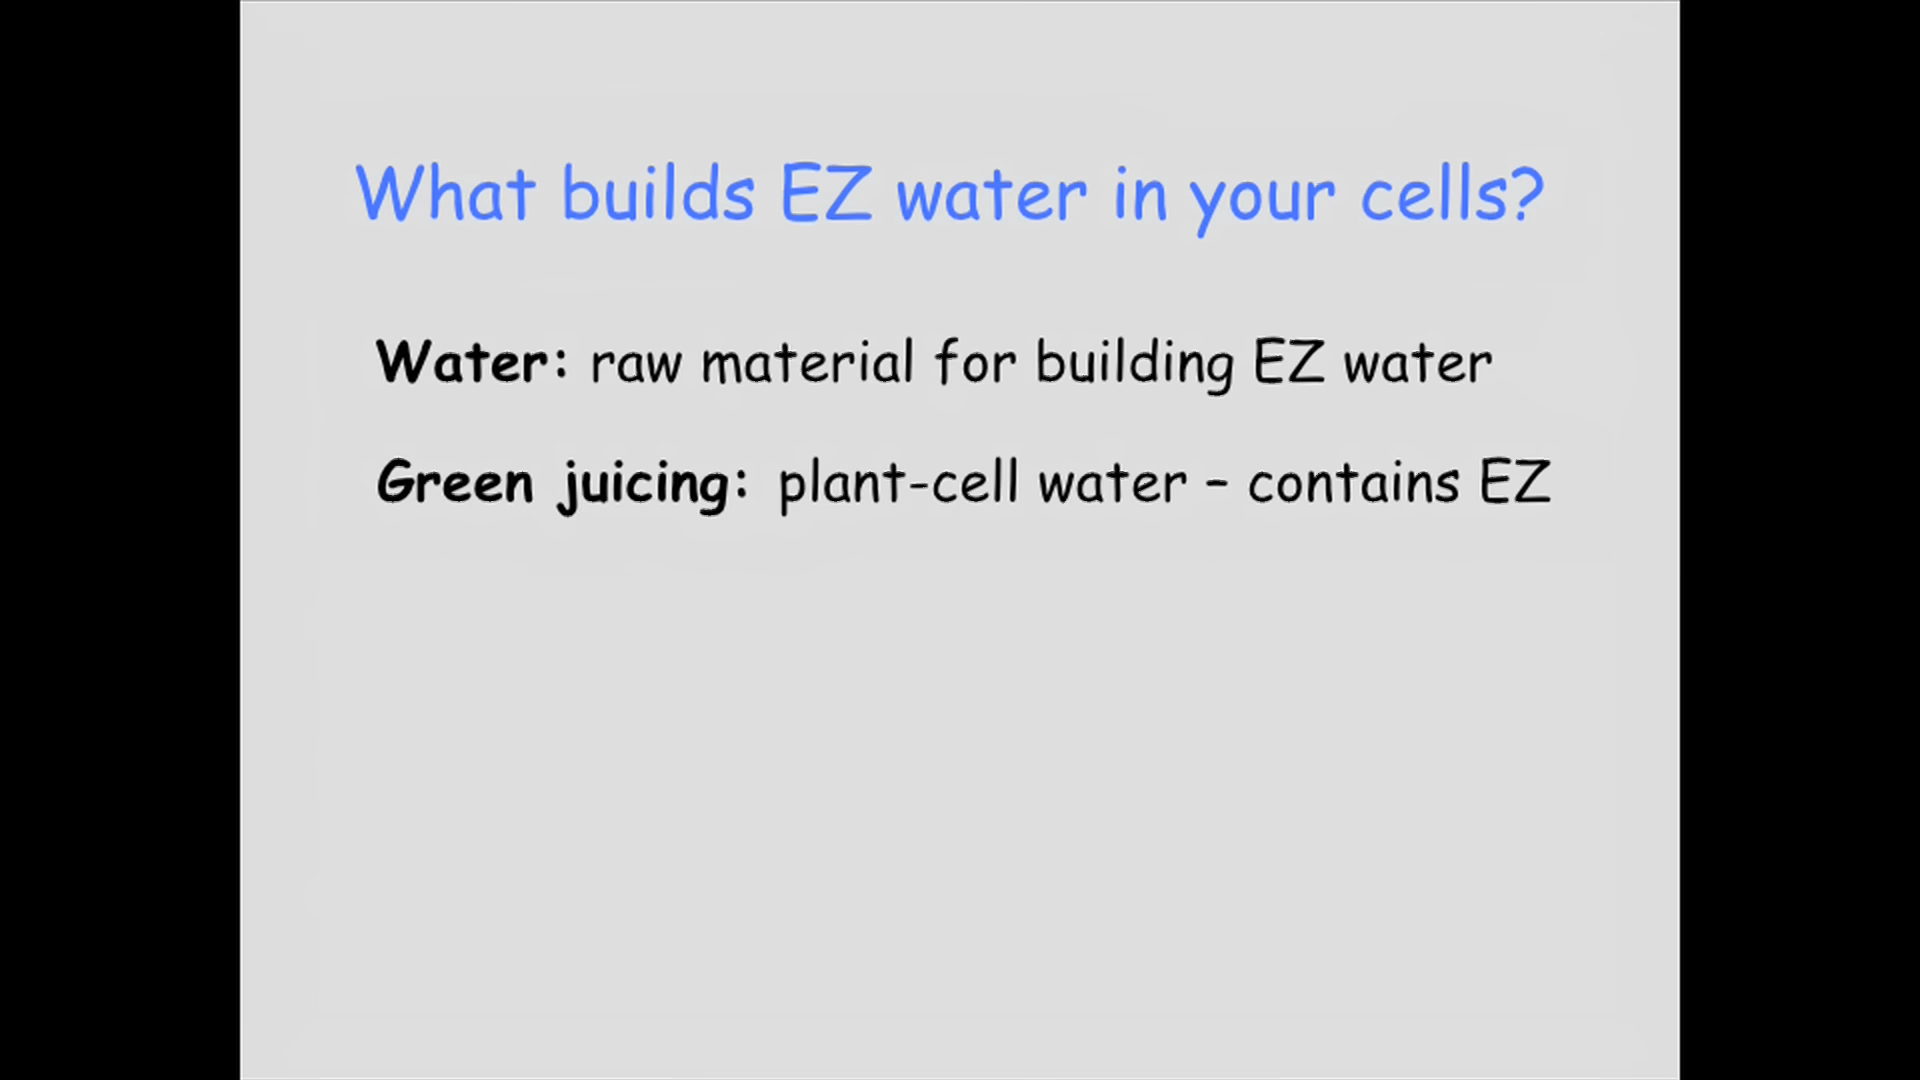 What builds EZ water in your cells?
Water: raw material for building EZ water
Green juicing: plant-cell water – contains EZ